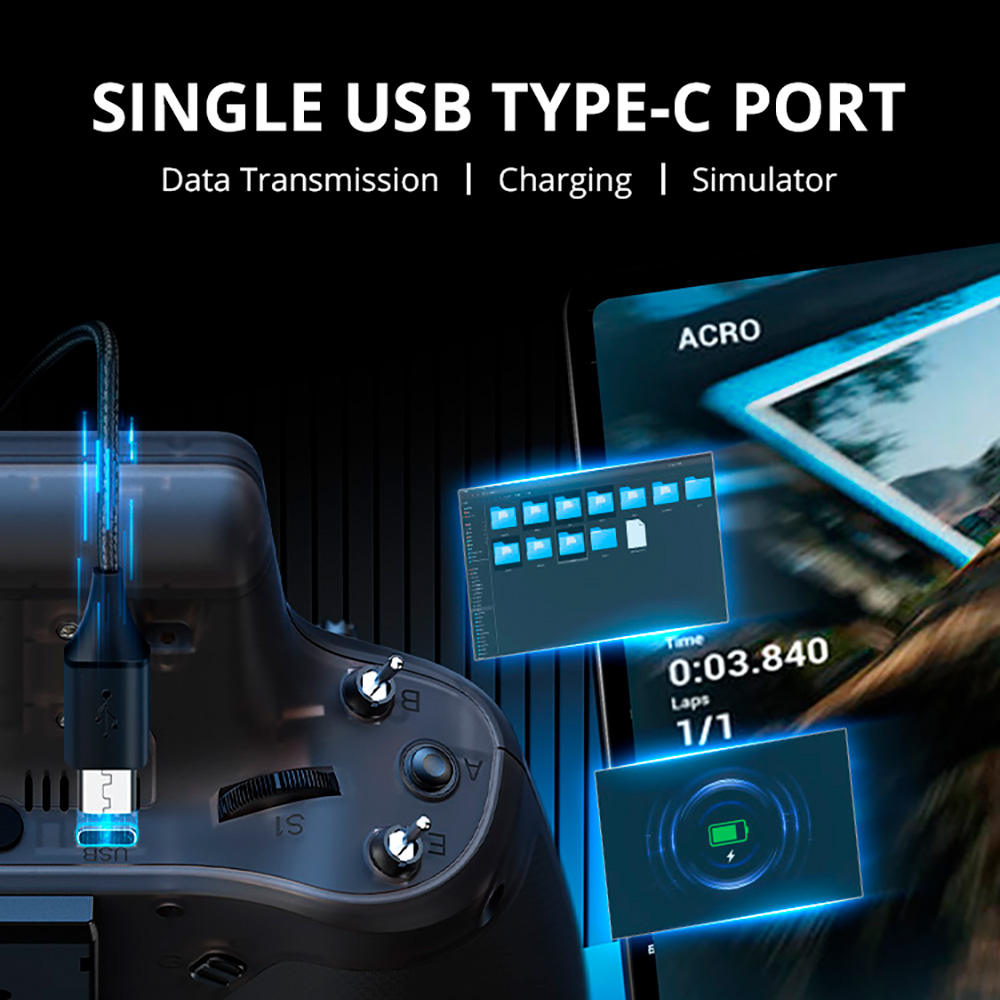 SINGLE USB TYPE-C PORT
Data Transmission | Charging | Simulator
ACRO
Time
0:03.840
Laps
1/1
B
A
S1
E
USB